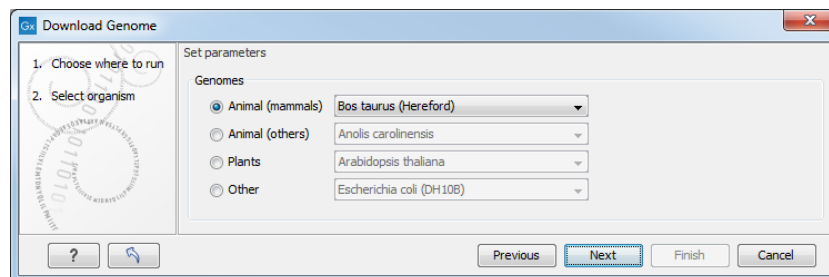 Gx Download Genome
1. Choose where to run
2. Select organism
Set parameters
Genomes
Animal (mammals) Bos taurus (Hereford)
Animal (others) Anolis carolinensis
Plants Arabidopsis thaliana
Other Escherichia coli (DH10B)
? Previous Next Finish Cancel